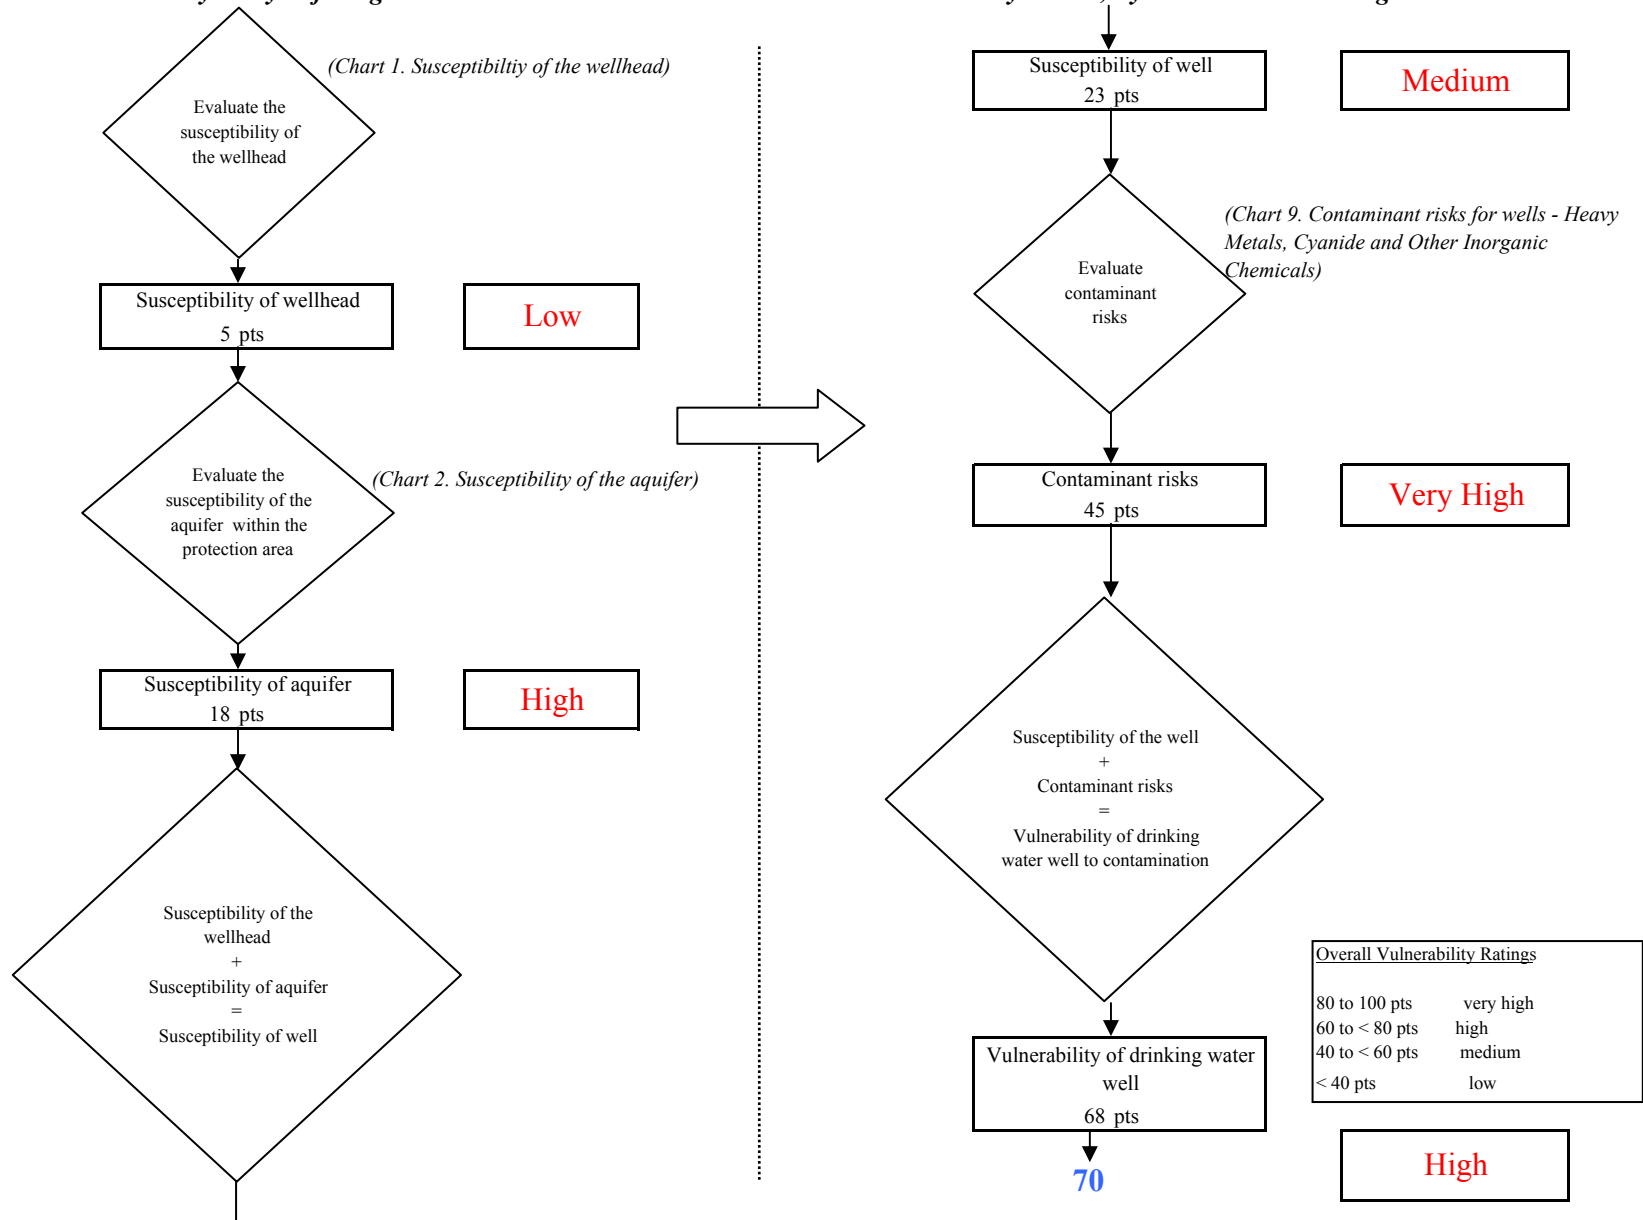 (Chart 1. Susceptibiltiy of the wellhead)
Evaluate the
susceptibility of
the wellhead
Susceptibility of wellhead
5 pts
Low
Evaluate the
susceptibility of the
aquifer within the
protection area
(Chart 2. Susceptibility of the aquifer)
Susceptibility of aquifer
18 pts
High
Susceptibility of the
wellhead
+
Susceptibility of aquifer
=
Susceptibility of well
Susceptibility of well
23 pts
Medium
(Chart 9. Contaminant risks for wells - Heavy
Metals, Cyanide and Other Inorganic
Chemicals)
Evaluate
contaminant
risks
Contaminant risks
45 pts
Very High
Susceptibility of the well
+
Contaminant risks
=
Vulnerability of drinking
water well to contamination
Overall Vulnerability Ratings
80 to 100 pts very high
60 to < 80 pts high
40 to < 60 pts medium
< 40 pts low
Vulnerability of drinking water
well
68 pts
70
High